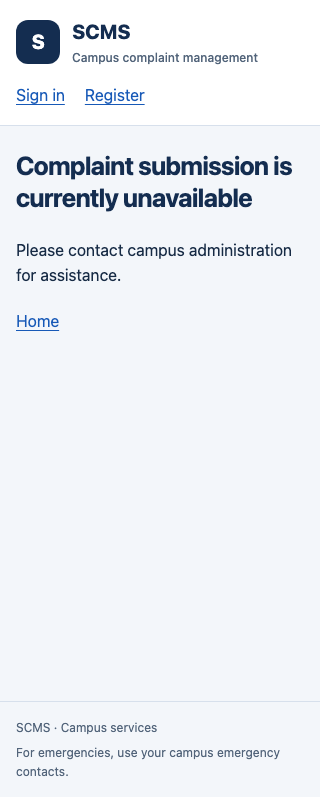 S
SCMS
Campus complaint management
Sign in
Register
Complaint submission is
currently unavailable
Please contact campus administration
for assistance.
Home
SCMS · Campus services
For emergencies, use your campus emergency
contacts.